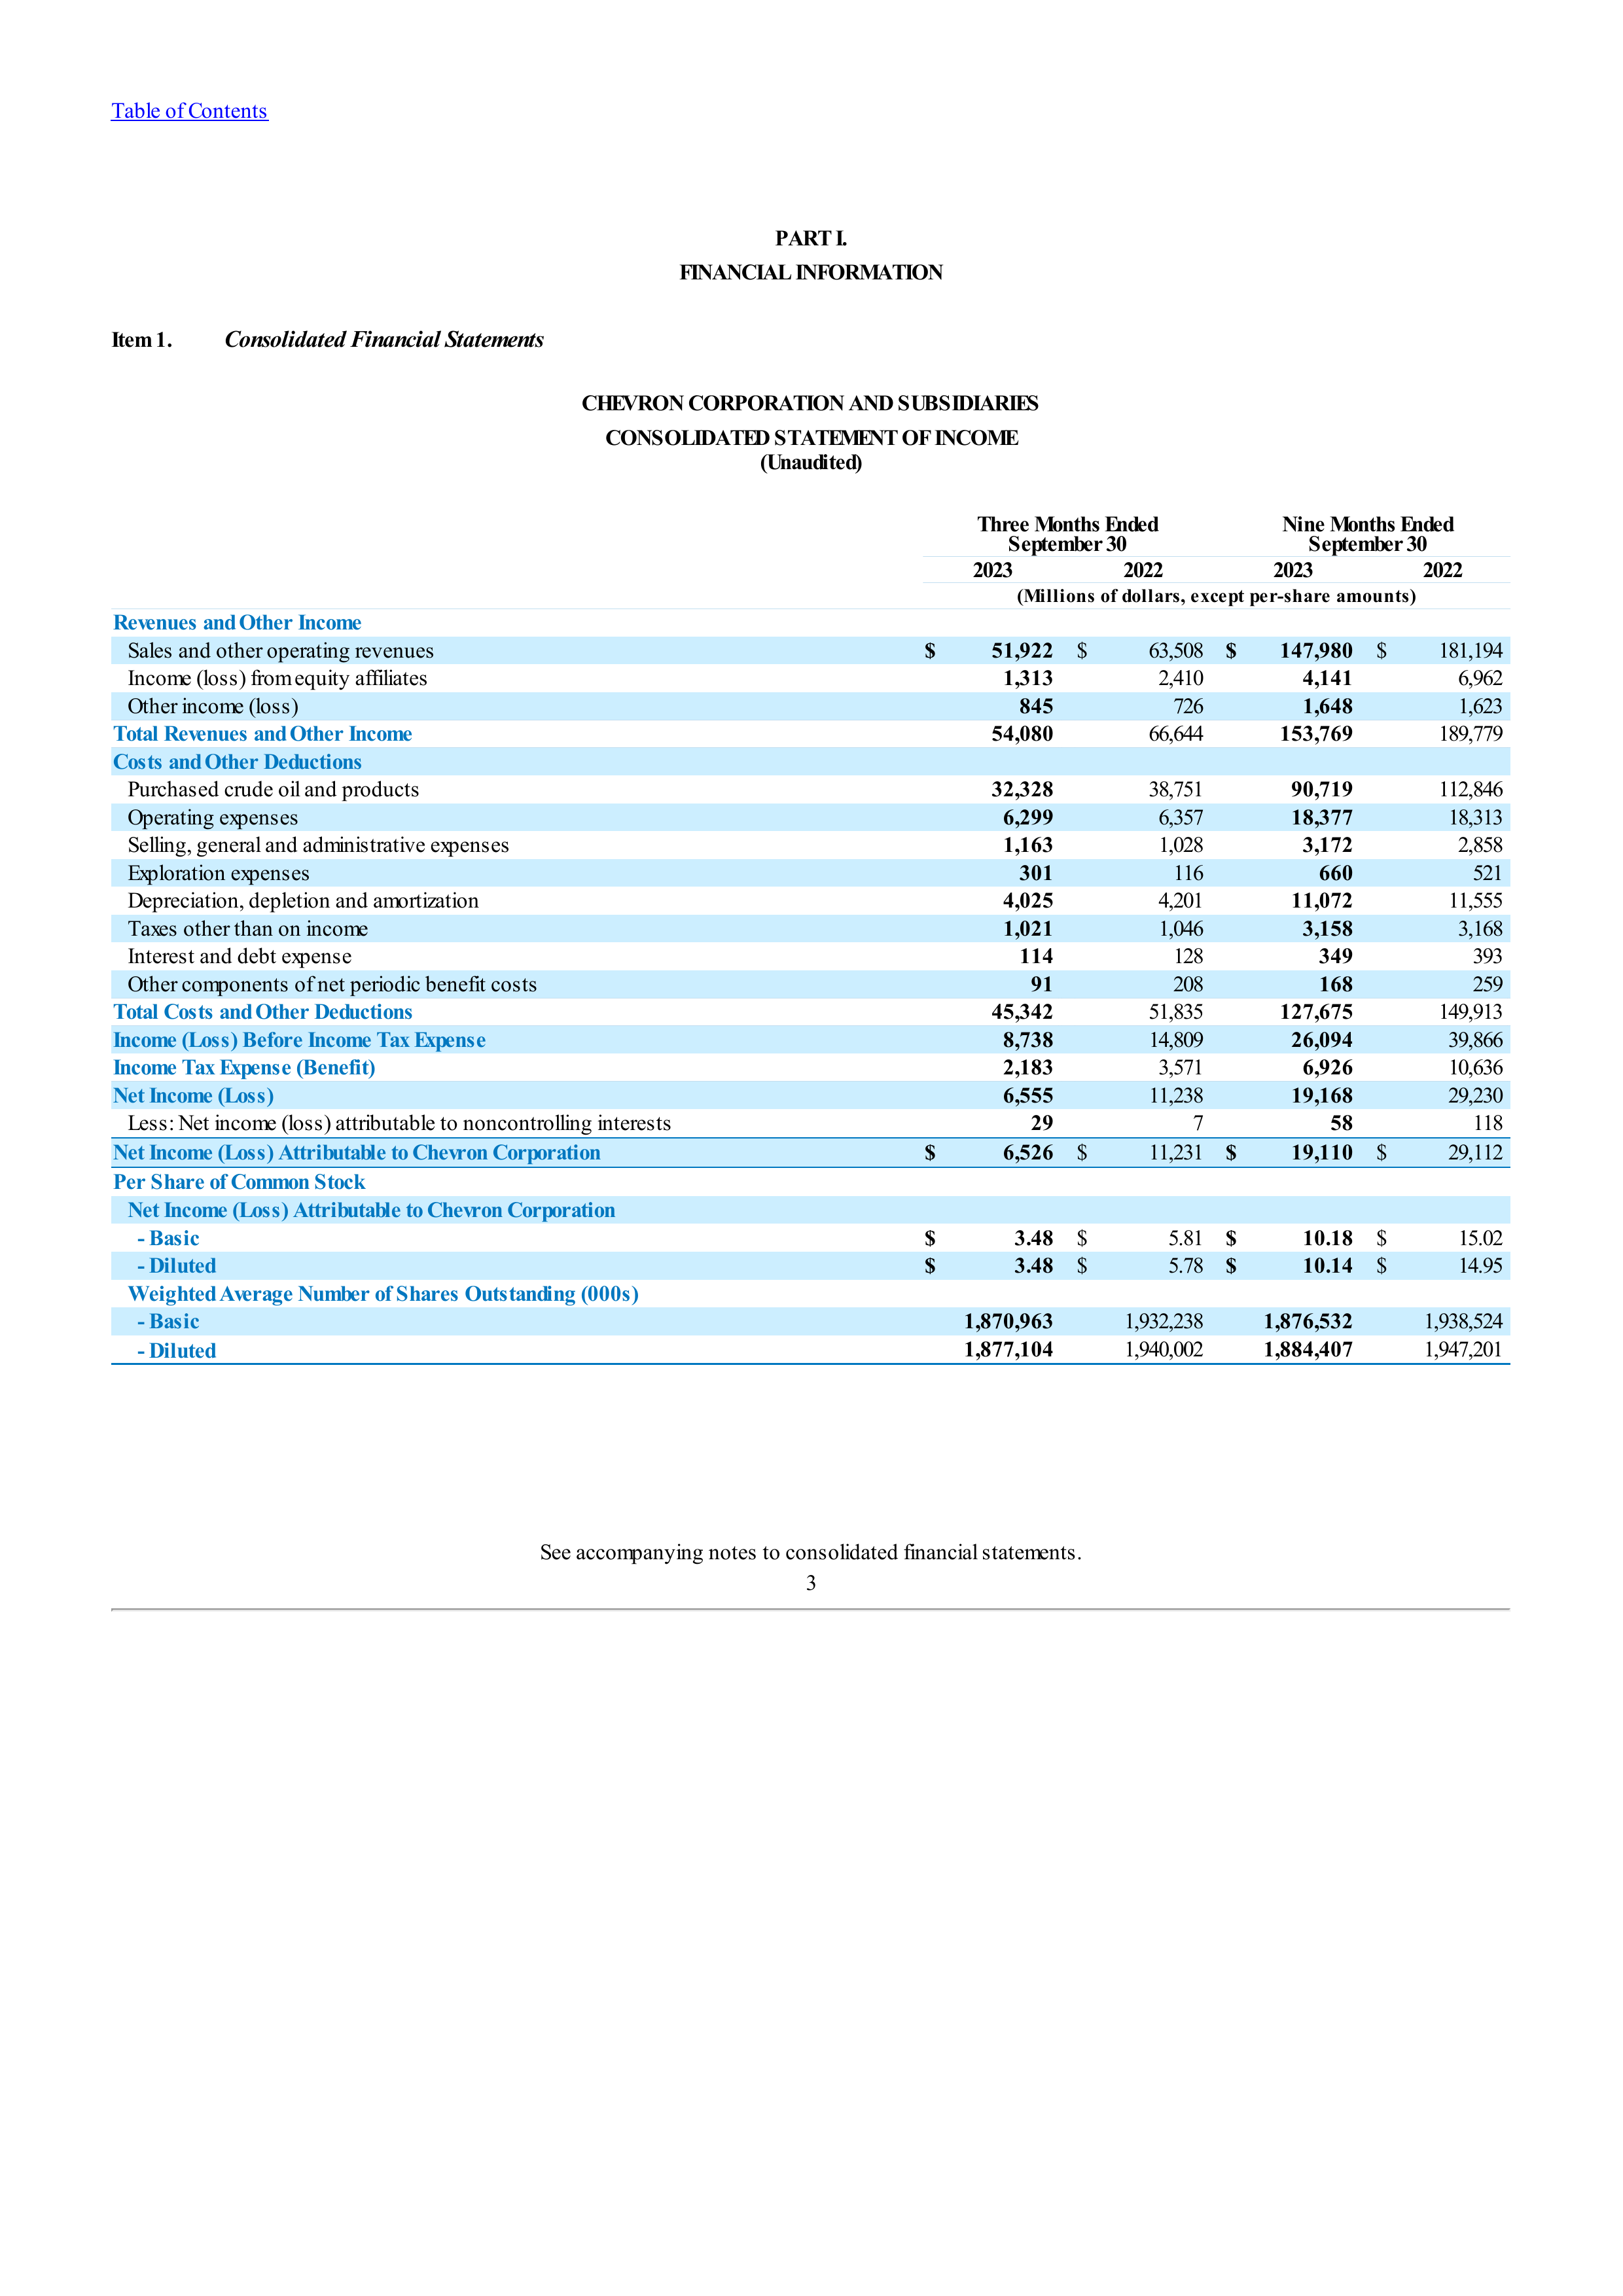 Table of Contents
PART I.
FINANCIAL INFORMATION
Item 1. Consolidated Financial Statements
CHEVRON CORPORATION AND SUBSIDIARIES
CONSOLIDATED STATEMENT OF INCOME
(Unaudited)
Three Months Ended September 30 Nine Months Ended September 30
2023 2022 2023 2022
(Millions of dollars, except per-share amounts)
Revenues and Other Income
Sales and other operating revenues $ 51,922 $ 63,508 $ 147,980 $ 181,194
Income (loss) from equity affiliates 1,313 2,410 4,141 6,962
Other income (loss) 845 726 1,648 1,623
Total Revenues and Other Income 54,080 66,644 153,769 189,779
Costs and Other Deductions
Purchased crude oil and products 32,328 38,751 90,719 112,846
Operating expenses 6,299 6,357 18,377 18,313
Selling, general and administrative expenses 1,163 1,028 3,172 2,858
Exploration expenses 301 116 660 521
Depreciation, depletion and amortization 4,025 4,201 11,072 11,555
Taxes other than on income 1,021 1,046 3,158 3,168
Interest and debt expense 114 128 349 393
Other components of net periodic benefit costs 91 208 168 259
Total Costs and Other Deductions 45,342 51,835 127,675 149,913
Income (Loss) Before Income Tax Expense 8,738 14,809 26,094 39,866
Income Tax Expense (Benefit) 2,183 3,571 6,926 10,636
Net Income (Loss) 6,555 11,238 19,168 29,230
Less: Net income (loss) attributable to noncontrolling interests 29 7 58 118
Net Income (Loss) Attributable to Chevron Corporation $ 6,526 $ 11,231 $ 19,110 $ 29,112
Per Share of Common Stock
Net Income (Loss) Attributable to Chevron Corporation
- Basic $ 3.48 $ 5.81 $ 10.18 $ 15.02
- Diluted $ 3.48 $ 5.78 $ 10.14 $ 14.95
Weighted Average Number of Shares Outstanding (000s)
- Basic 1,870,963 1,932,238 1,876,532 1,938,524
- Diluted 1,877,104 1,940,002 1,884,407 1,947,201
See accompanying notes to consolidated financial statements.
3